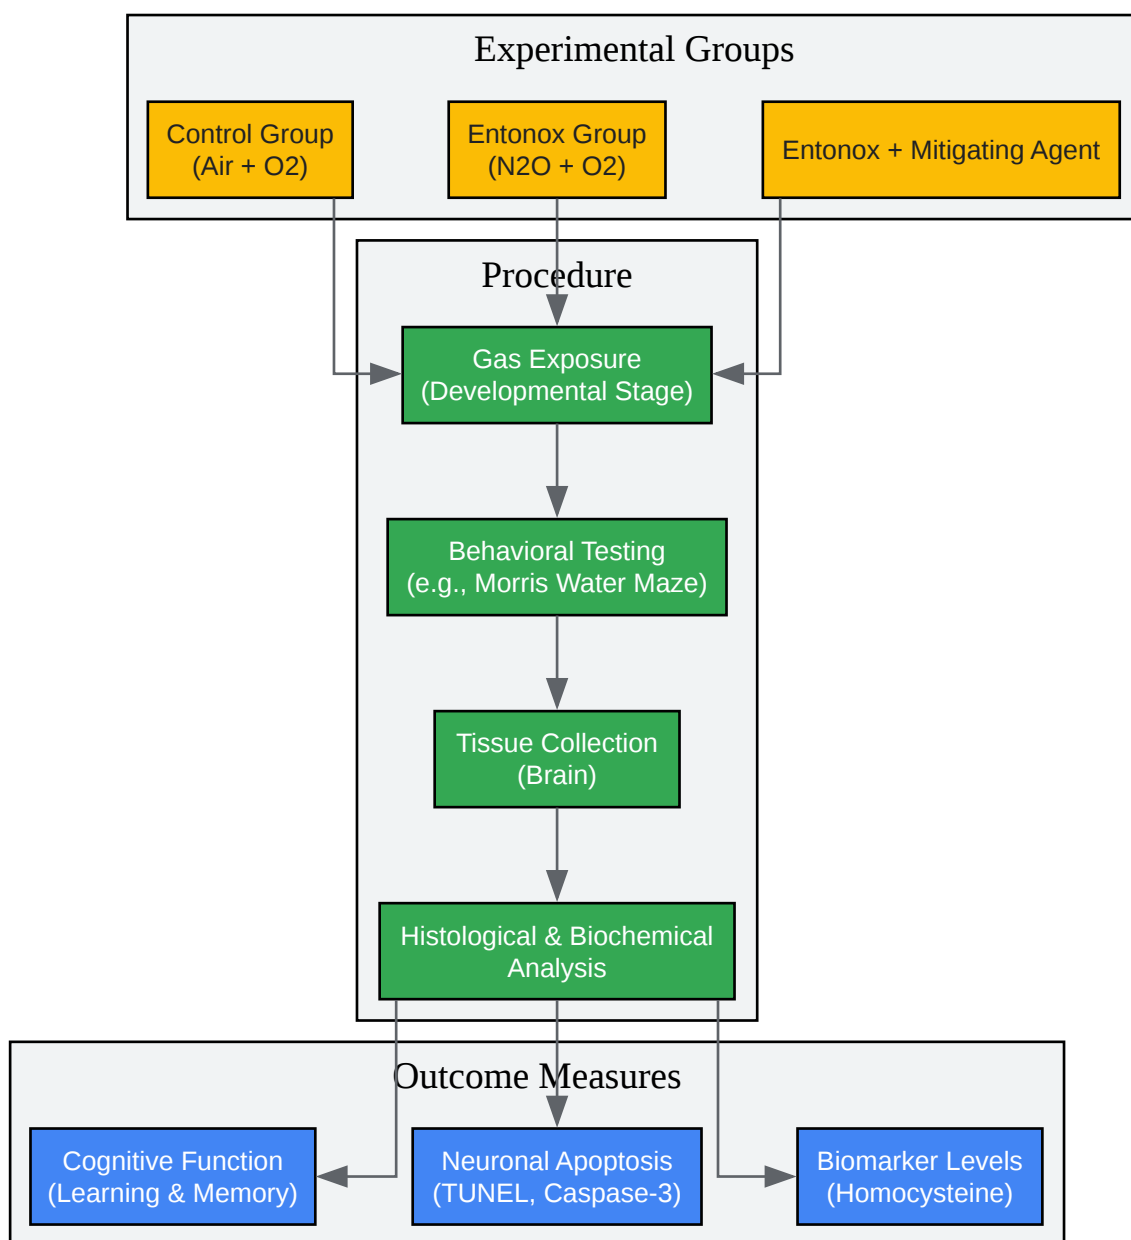 Experimental Groups
Control Group
(Air + O2)
Entonox Group
(N2O + O2)
Entonox + Mitigating Agent
Procedure
Gas Exposure
(Developmental Stage)
Behavioral Testing
(e.g., Morris Water Maze)
Tissue Collection
(Brain)
Histological & Biochemical
Analysis
Outcome Measures
Cognitive Function
(Learning & Memory)
Neuronal Apoptosis
(TUNEL, Caspase-3)
Biomarker Levels
(Homocysteine)